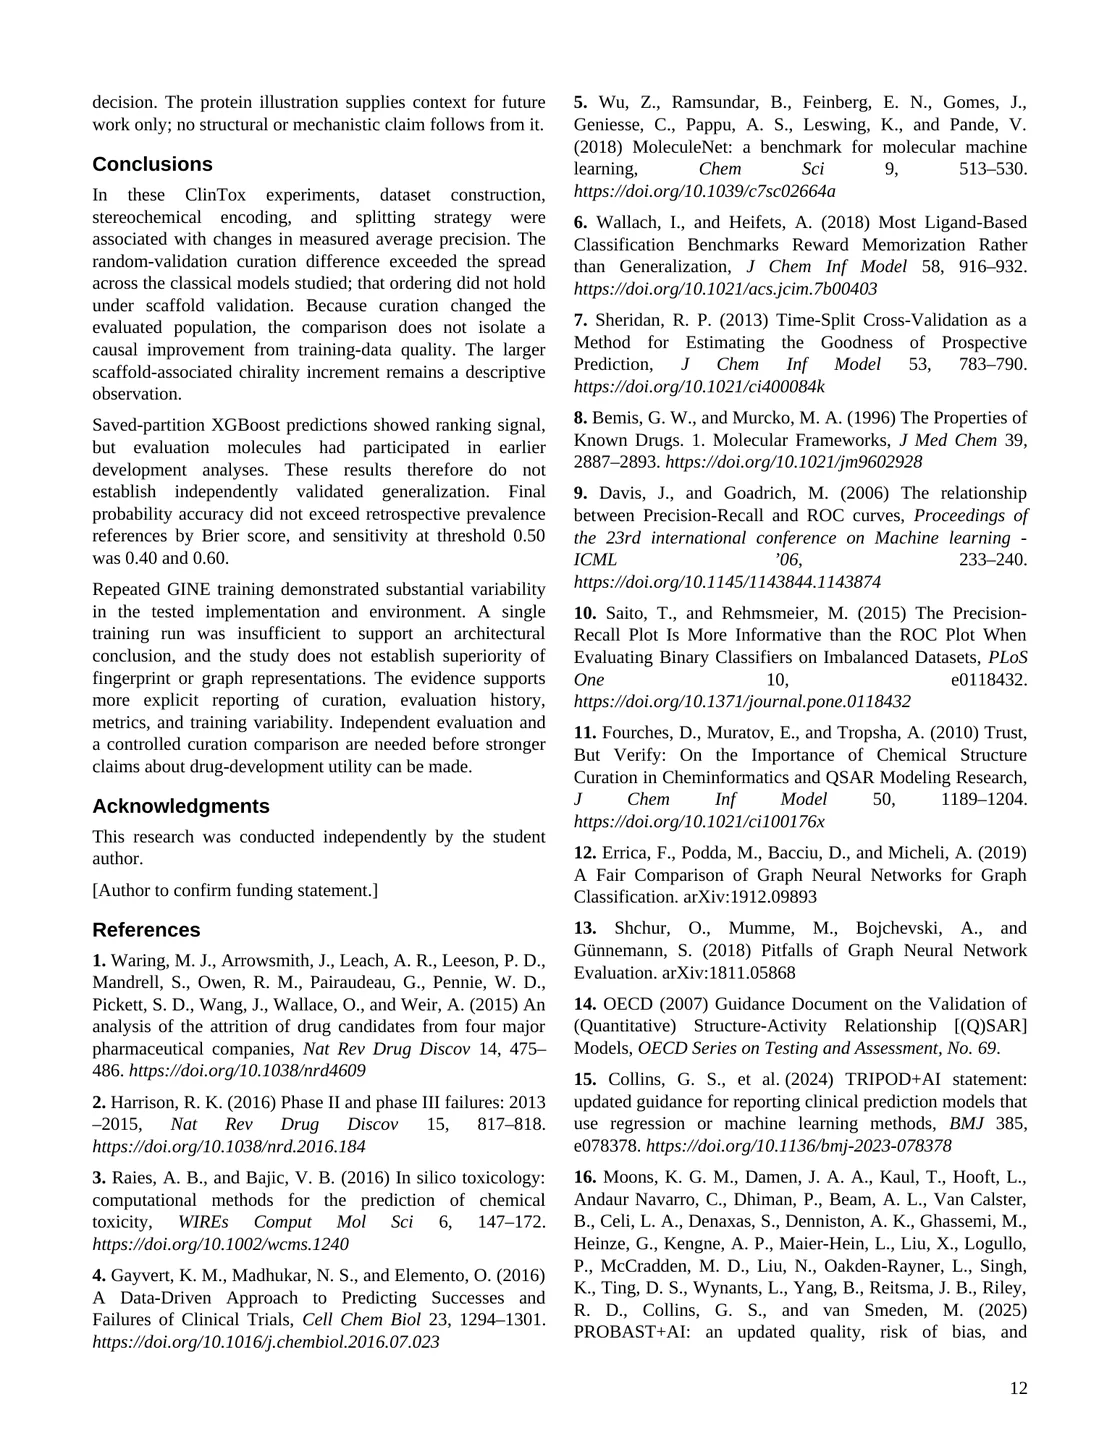 decision. The protein illustration supplies context for future
work only; no structural or mechanistic claim follows from it.
Conclusions
In these ClinTox experiments, dataset construction,
stereochemical encoding, and splitting strategy were
associated with changes in measured average precision. The
random-validation curation difference exceeded the spread
across the classical models studied; that ordering did not hold
under scaffold validation. Because curation changed the
evaluated population, the comparison does not isolate a
causal improvement from training-data quality. The larger
scaffold-associated chirality increment remains a descriptive
observation.
Saved-partition XGBoost predictions showed ranking signal,
but evaluation molecules had participated in earlier
development analyses. These results therefore do not
establish independently validated generalization. Final
probability accuracy did not exceed retrospective prevalence
references by Brier score, and sensitivity at threshold 0.50
was 0.40 and 0.60.
Repeated GINE training demonstrated substantial variability
in the tested implementation and environment. A single
training run was insufficient to support an architectural
conclusion, and the study does not establish superiority of
fingerprint or graph representations. The evidence supports
more explicit reporting of curation, evaluation history,
metrics, and training variability. Independent evaluation and
a controlled curation comparison are needed before stronger
claims about drug-development utility can be made.
Acknowledgments
This research was conducted independently by the student
author.
[Author to confirm funding statement.]
References
1. Waring, M. J., Arrowsmith, J., Leach, A. R., Leeson, P. D.,
Mandrell, S., Owen, R. M., Pairaudeau, G., Pennie, W. D.,
Pickett, S. D., Wang, J., Wallace, O., and Weir, A. (2015) An
analysis of the attrition of drug candidates from four major
pharmaceutical companies, Nat Rev Drug Discov 14, 475–
486. https://doi.org/10.1038/nrd4609
2. Harrison, R. K. (2016) Phase II and phase III failures: 2013
–2015, Nat Rev Drug Discov 15, 817–818.
https://doi.org/10.1038/nrd.2016.184
3. Raies, A. B., and Bajic, V. B. (2016) In silico toxicology:
computational methods for the prediction of chemical
toxicity, WIREs Comput Mol Sci 6, 147–172.
https://doi.org/10.1002/wcms.1240
4. Gayvert, K. M., Madhukar, N. S., and Elemento, O. (2016)
A Data-Driven Approach to Predicting Successes and
Failures of Clinical Trials, Cell Chem Biol 23, 1294–1301.
https://doi.org/10.1016/j.chembiol.2016.07.023
5. Wu, Z., Ramsundar, B., Feinberg, E. N., Gomes, J.,
Geniesse, C., Pappu, A. S., Leswing, K., and Pande, V.
(2018) MoleculeNet: a benchmark for molecular machine
learning, Chem Sci 9, 513–530.
https://doi.org/10.1039/c7sc02664a
6. Wallach, I., and Heifets, A. (2018) Most Ligand-Based
Classification Benchmarks Reward Memorization Rather
than Generalization, J Chem Inf Model 58, 916–932.
https://doi.org/10.1021/acs.jcim.7b00403
7. Sheridan, R. P. (2013) Time-Split Cross-Validation as a
Method for Estimating the Goodness of Prospective
Prediction, J Chem Inf Model 53, 783–790.
https://doi.org/10.1021/ci400084k
8. Bemis, G. W., and Murcko, M. A. (1996) The Properties of
Known Drugs. 1. Molecular Frameworks, J Med Chem 39,
2887–2893. https://doi.org/10.1021/jm9602928
9. Davis, J., and Goadrich, M. (2006) The relationship
between Precision-Recall and ROC curves, Proceedings of
the 23rd international conference on Machine learning -
ICML ’06, 233–240.
https://doi.org/10.1145/1143844.1143874
10. Saito, T., and Rehmsmeier, M. (2015) The Precision-
Recall Plot Is More Informative than the ROC Plot When
Evaluating Binary Classifiers on Imbalanced Datasets, PLoS
One 10, e0118432.
https://doi.org/10.1371/journal.pone.0118432
11. Fourches, D., Muratov, E., and Tropsha, A. (2010) Trust,
But Verify: On the Importance of Chemical Structure
Curation in Cheminformatics and QSAR Modeling Research,
J Chem Inf Model 50, 1189–1204.
https://doi.org/10.1021/ci100176x
12. Errica, F., Podda, M., Bacciu, D., and Micheli, A. (2019)
A Fair Comparison of Graph Neural Networks for Graph
Classification. arXiv:1912.09893
13. Shchur, O., Mumme, M., Bojchevski, A., and
Günnemann, S. (2018) Pitfalls of Graph Neural Network
Evaluation. arXiv:1811.05868
14. OECD (2007) Guidance Document on the Validation of
(Quantitative) Structure-Activity Relationship [(Q)SAR]
Models, OECD Series on Testing and Assessment, No. 69.
15. Collins, G. S., et al. (2024) TRIPOD+AI statement:
updated guidance for reporting clinical prediction models that
use regression or machine learning methods, BMJ 385,
e078378. https://doi.org/10.1136/bmj-2023-078378
16. Moons, K. G. M., Damen, J. A. A., Kaul, T., Hooft, L.,
Andaur Navarro, C., Dhiman, P., Beam, A. L., Van Calster,
B., Celi, L. A., Denaxas, S., Denniston, A. K., Ghassemi, M.,
Heinze, G., Kengne, A. P., Maier-Hein, L., Liu, X., Logullo,
P., McCradden, M. D., Liu, N., Oakden-Rayner, L., Singh,
K., Ting, D. S., Wynants, L., Yang, B., Reitsma, J. B., Riley,
R. D., Collins, G. S., and van Smeden, M. (2025)
PROBAST+AI: an updated quality, risk of bias, and
12